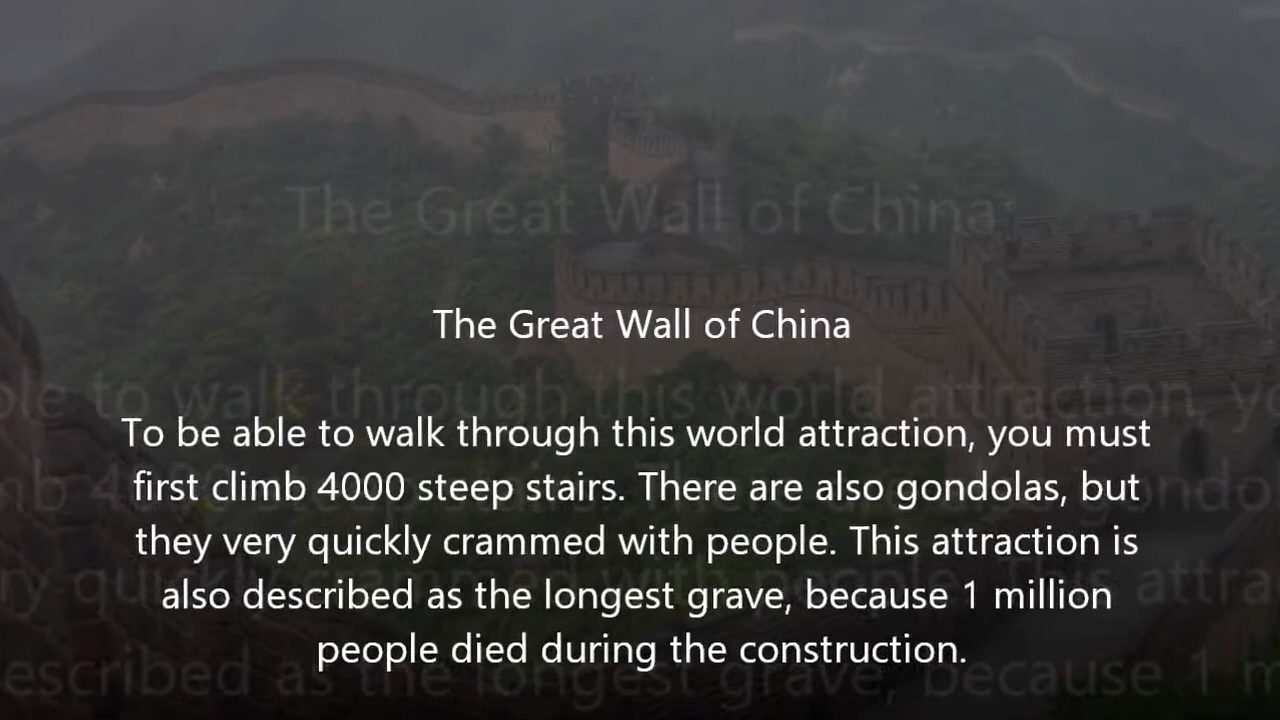 The Great Wall of China
To be able to walk through this world attraction, you must
first climb 4000 steep stairs. There are also gondolas, but
they very quickly crammed with people. This attraction is
also described as the longest grave, because 1 million
people died during the construction.